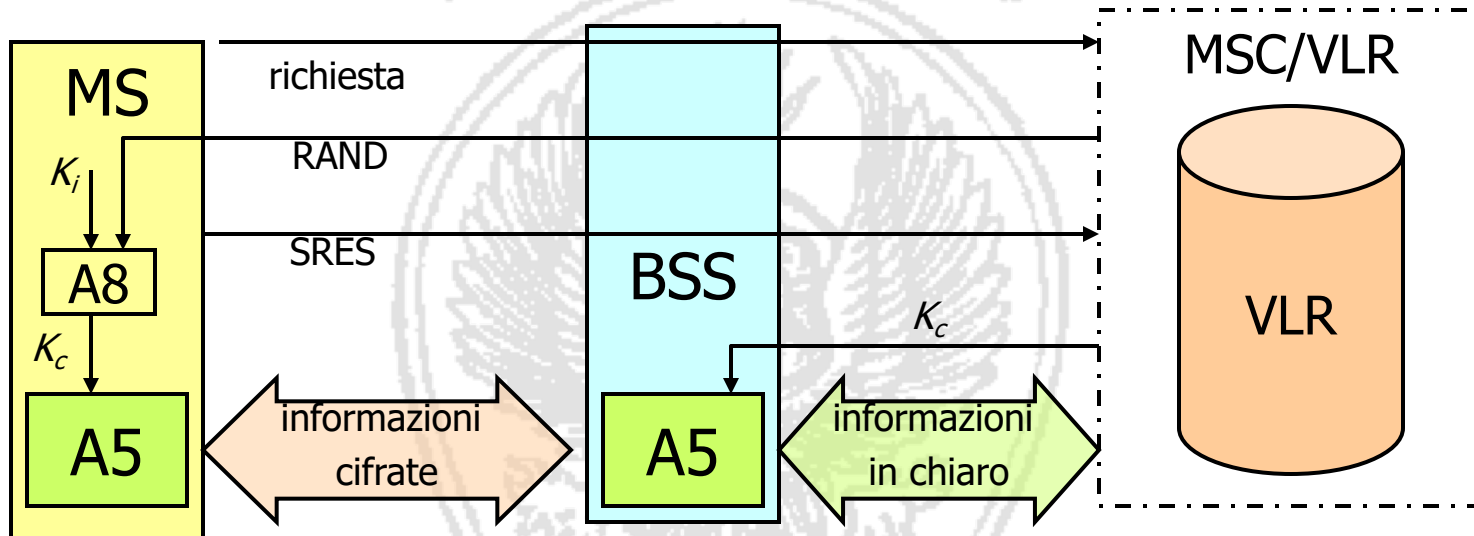 MS
richiesta
MSC/VLR
RAND
Ki
SRES
A8
BSS
Kc
VLR
Kc
A5
informazioni
cifrate
A5
informazioni
in chiaro